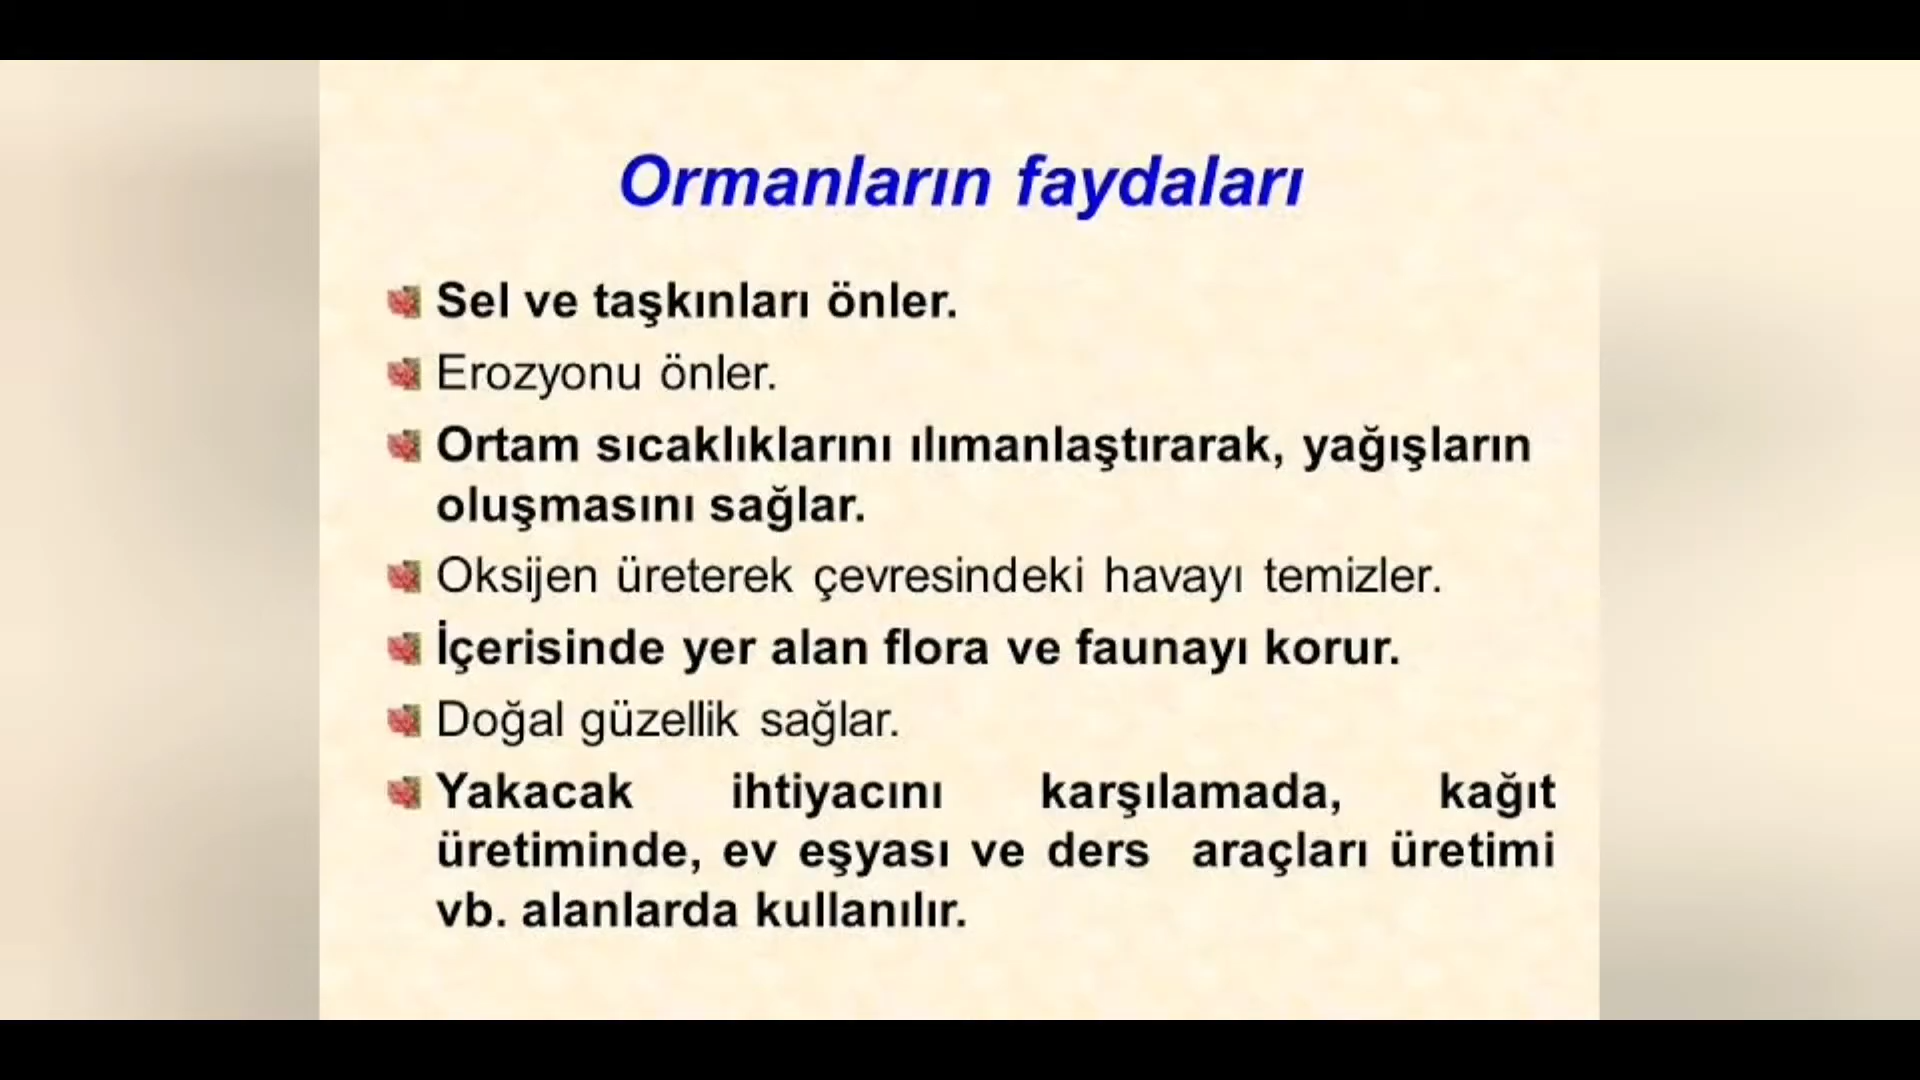 Ormanların faydaları
Sel ve taşkınları önler.
Erozyonu önler.
Ortam sıcaklıklarını ılımanlaştırarak, yağışların
oluşmasını sağlar.
Oksijen üreterek çevresindeki havayı temizler.
İçerisinde yer alan flora ve faunayı korur.
Doğal güzellik sağlar.
Yakacak ihtiyacını karşılamada, kağıt
üretiminde, ev eşyası ve ders araçları üretimi
vb. alanlarda kullanılır.